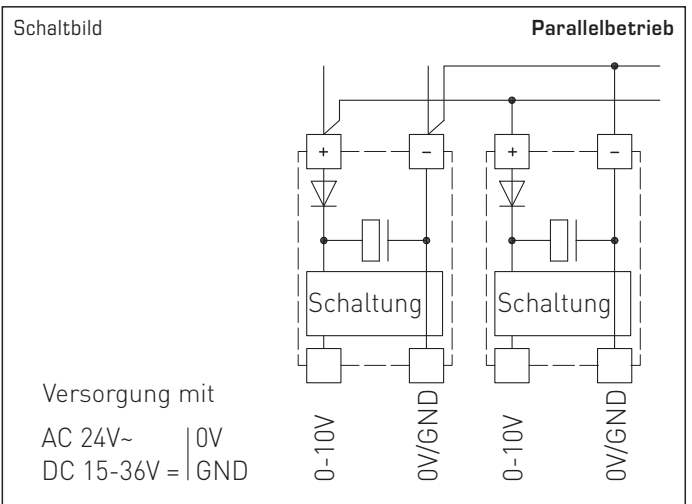 Schaltbild
Parallelbetrieb
+ - + -
Schaltung Schaltung
Versorgung mit
AC 24V~ | 0V
DC 15-36V = | GND
0-10V
0V/GND
0-10V
0V/GND